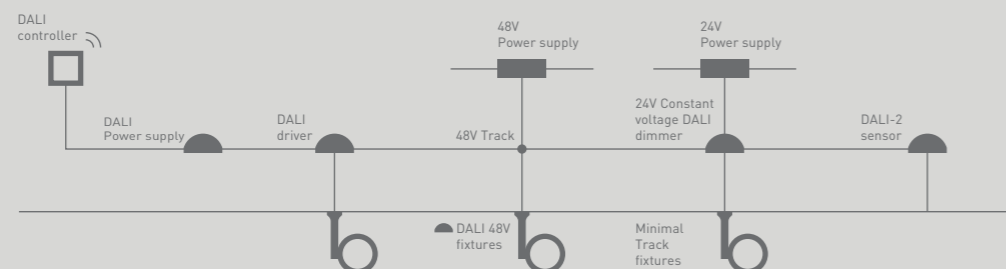 DALI
controller
48V
Power supply
24V
Power supply
DALI
Power supply
DALI
driver
48V Track
24V Constant
voltage DALI
dimmer
DALI-2
sensor
DALI 48V
fixtures
Minimal
Track
fixtures